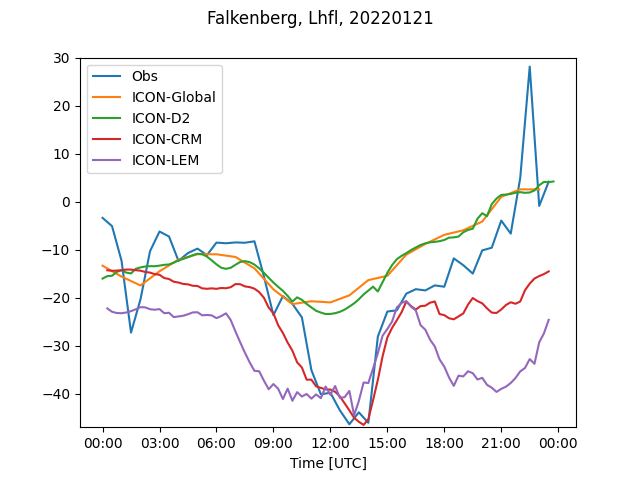 Falkenberg, Lhfl, 20220121
30
20
10
0
−10
−20
−30
−40
Obs
ICON-Global
ICON-D2
ICON-CRM
ICON-LEM
00:00 03:00 06:00 09:00 12:00 15:00 18:00 21:00 00:00
Time [UTC]